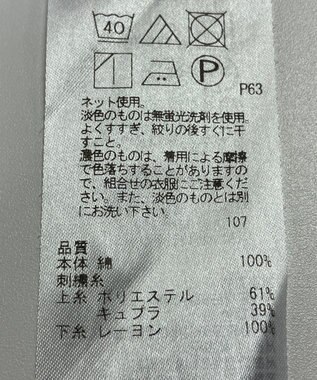 40
P
P63
ネット使用。
淡色のものは無蛍光洗剤を使用。
よくすすぎ、絞りの後すぐに干
すこと。
濃色のものは、着用による摩擦
で色落ちすることがありますの
で、組合せの衣服にご注意くだ
さい。また、淡色のものとは別
にお洗い下さい。
107
品質
本体 綿 100%
刺繍糸
上糸 ポリエステル 61%
キュプラ 39%
下糸 レーヨン 100%